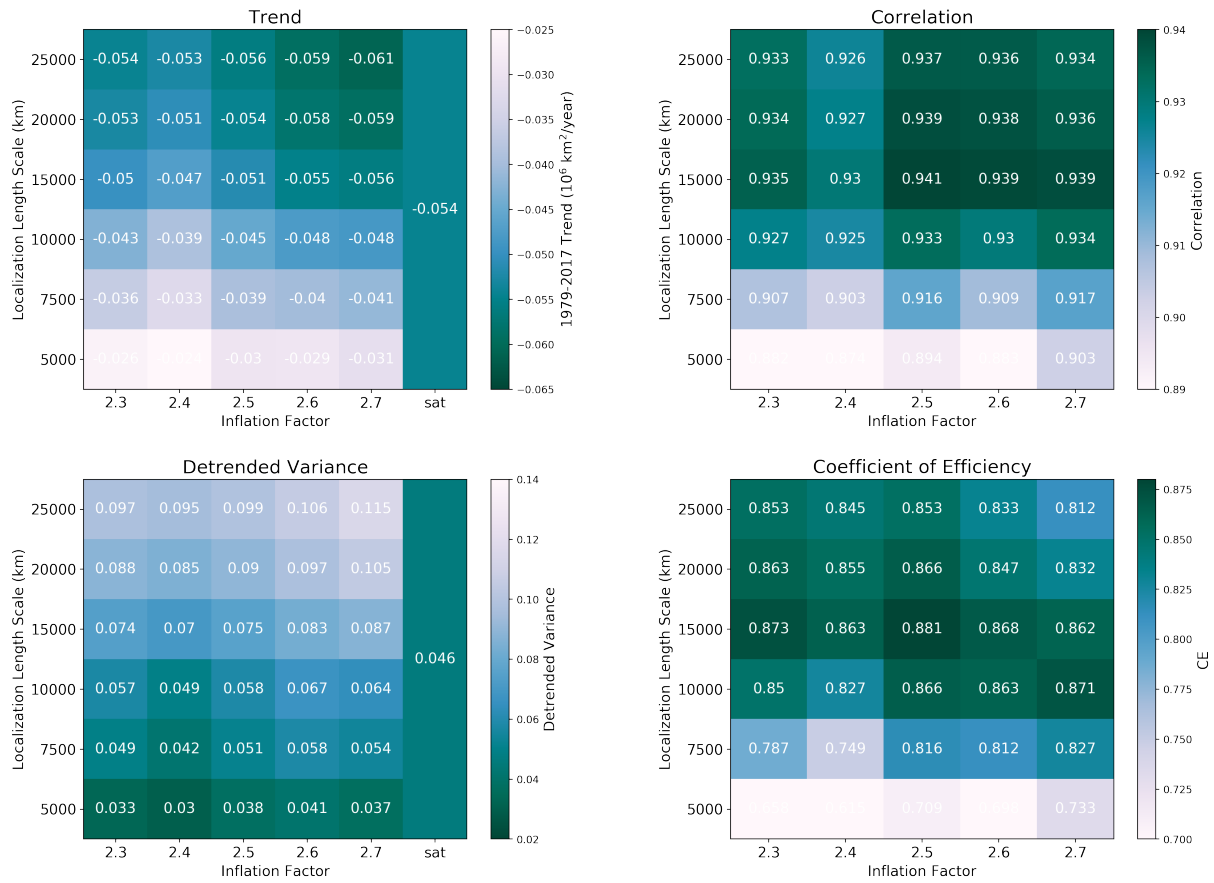 Trend
25000 -0.054 -0.053 -0.056 -0.059 -0.061
20000 -0.053 -0.051 -0.054 -0.058 -0.059
15000 -0.05 -0.047 -0.051 -0.055 -0.056
-0.054
10000 -0.043 -0.039 -0.045 -0.048 -0.048
7500 -0.036 -0.033 -0.039 -0.04 -0.041
5000 -0.026 -0.03 -0.029 -0.031
2.3 2.4 2.5 2.6 2.7 sat
Inflation Factor
Localization Length Scale (km)
−0.025
−0.030
−0.035
−0.040
−0.045
−0.050
−0.055
−0.060
−0.065
1979-2017 Trend (10⁶ km²/year)
Correlation
25000 0.933 0.926 0.937 0.936 0.934
20000 0.934 0.927 0.939 0.938 0.936
15000 0.935 0.93 0.941 0.939 0.939
10000 0.927 0.925 0.933 0.93 0.934
7500 0.907 0.903 0.916 0.909 0.917
5000 0.894 0.903
2.3 2.4 2.5 2.6 2.7
Inflation Factor
Localization Length Scale (km)
0.94
0.93
0.92
0.91
0.90
0.89
Correlation
Detrended Variance
25000 0.097 0.095 0.099 0.106 0.115
20000 0.088 0.085 0.09 0.097 0.105
15000 0.074 0.07 0.075 0.083 0.087
0.046
10000 0.057 0.049 0.058 0.067 0.064
7500 0.049 0.042 0.051 0.058 0.054
5000 0.033 0.03 0.038 0.041 0.037
2.3 2.4 2.5 2.6 2.7 sat
Inflation Factor
Localization Length Scale (km)
0.14
0.12
0.10
0.08
0.06
0.04
0.02
Detrended Variance
Coefficient of Efficiency
25000 0.853 0.845 0.853 0.833 0.812
20000 0.863 0.855 0.866 0.847 0.832
15000 0.873 0.863 0.881 0.868 0.862
10000 0.85 0.827 0.866 0.863 0.871
7500 0.787 0.749 0.816 0.812 0.827
5000 0.709 0.733
2.3 2.4 2.5 2.6 2.7
Inflation Factor
Localization Length Scale (km)
0.875
0.850
0.825
0.800
0.775
0.750
0.725
0.700
CE